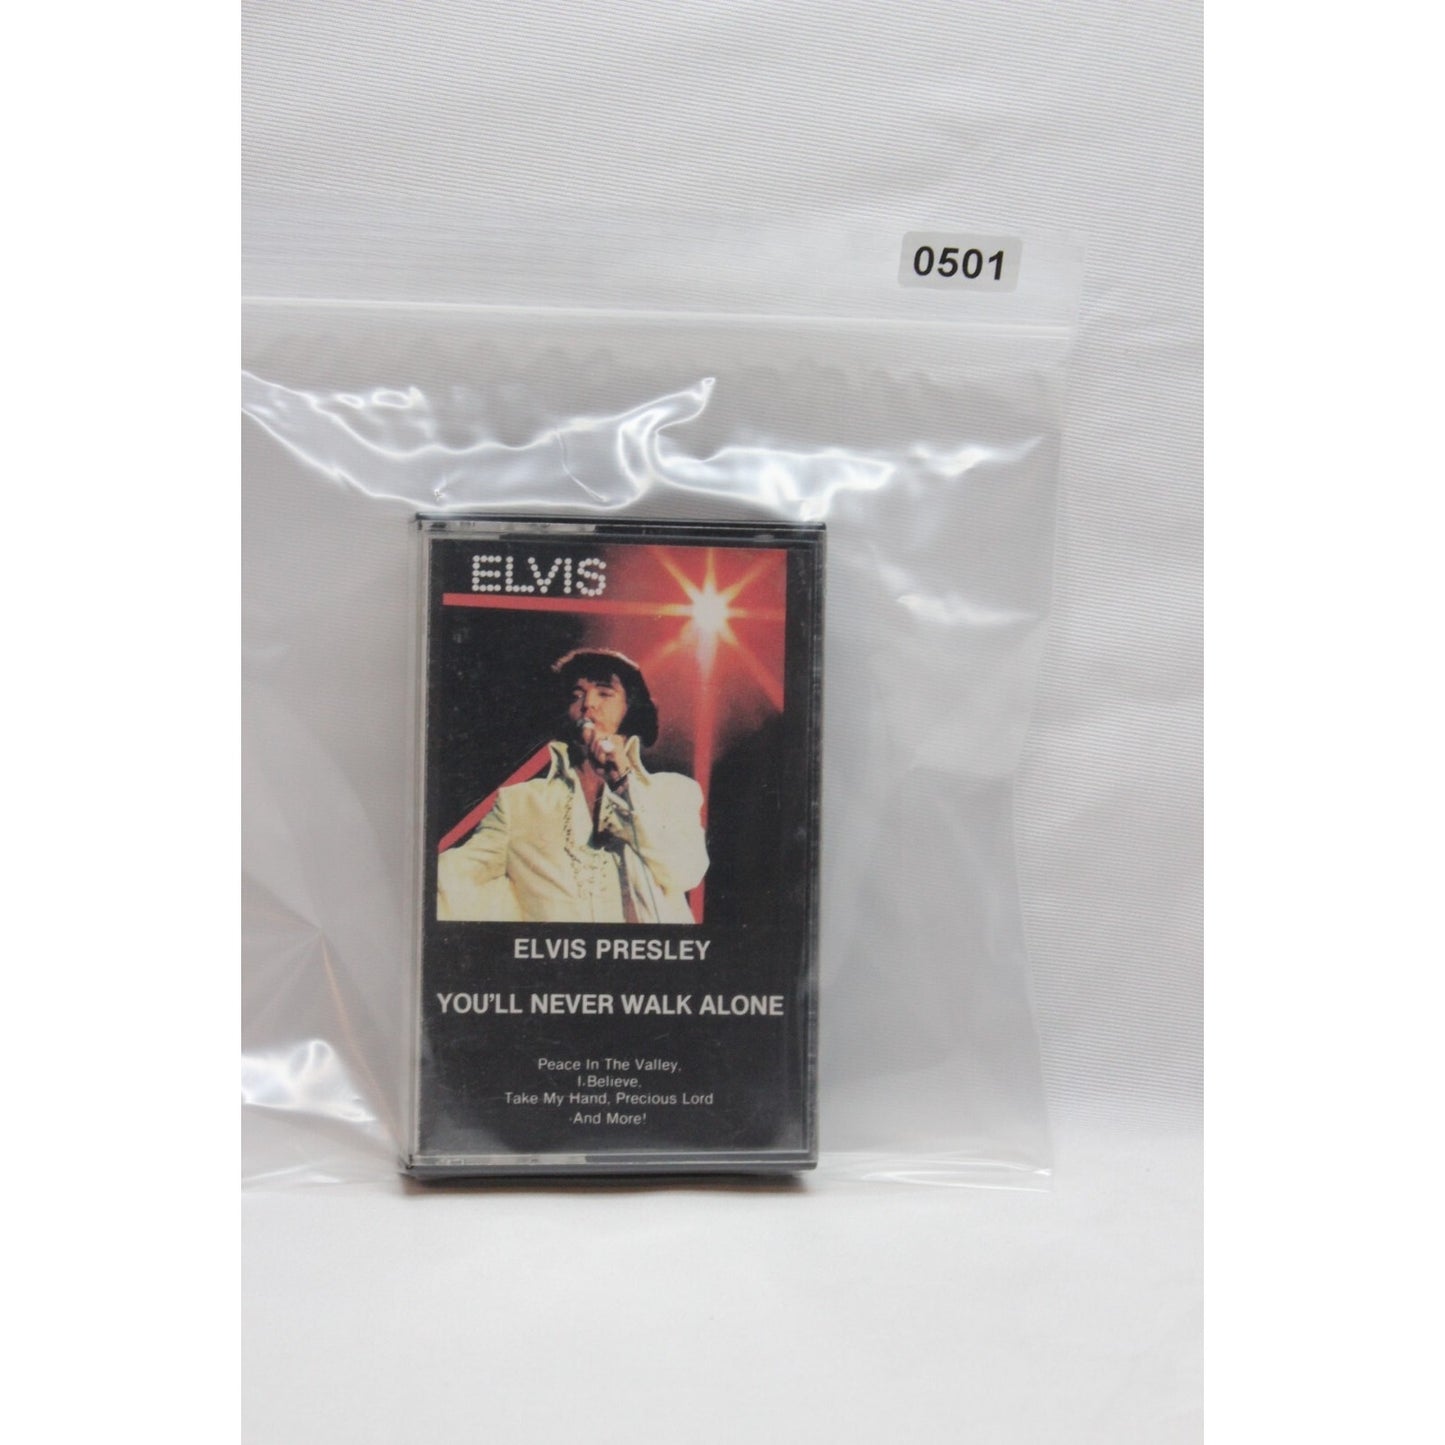 0501
ELVIS
ELVIS PRESLEY
YOU'LL NEVER WALK ALONE
Peace In The Valley,
I Believe,
Take My Hand, Precious Lord
And More!